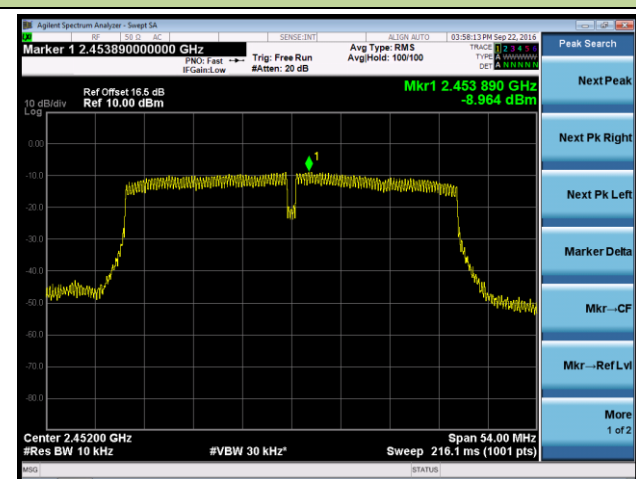 Agilent Spectrum Analyzer - Swept SA
RF 50 Ω AC SENSE:INT ALIGN AUTO 03:58:13 PM Sep 22, 2016
Marker 1 2.453890000000 GHz
PNO: Fast Trig: Free Run Avg Type: RMS TRACE 1 2 3 4 5 6
IFGain:Low #Atten: 20 dB Avg|Hold: 100/100 TYPE A WWWWW
DET A N N N N N
Peak Search
Mkr1 2.453 890 GHz
-8.964 dBm
Ref Offset 16.5 dB
10 dB/div Ref 10.00 dBm
Log
0.00
-10.0
-20.0
-30.0
-40.0
-50.0
-60.0
-70.0
-80.0
1
Center 2.45200 GHz Span 54.00 MHz
#Res BW 10 kHz #VBW 30 kHz* Sweep 216.1 ms (1001 pts)
MSG STATUS
Next Peak
Next Pk Right
Next Pk Left
Marker Delta
Mkr→CF
Mkr→Ref Lvl
More
1 of 2